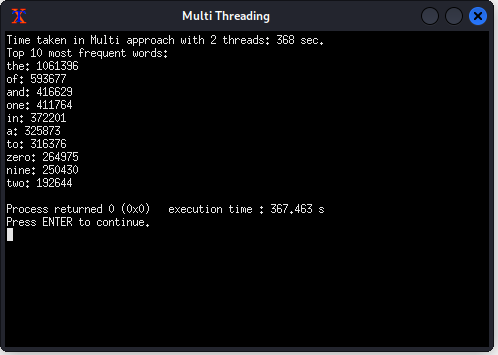 Multi Threading
Time taken in Multi approach with 2 threads: 368 sec.
Top 10 most frequent words:
the: 1061396
of: 593677
and: 416629
one: 411764
in: 372201
a: 325873
to: 316376
zero: 264975
nine: 250430
two: 192644
Process returned 0 (0x0)   execution time : 367.463 s
Press ENTER to continue.